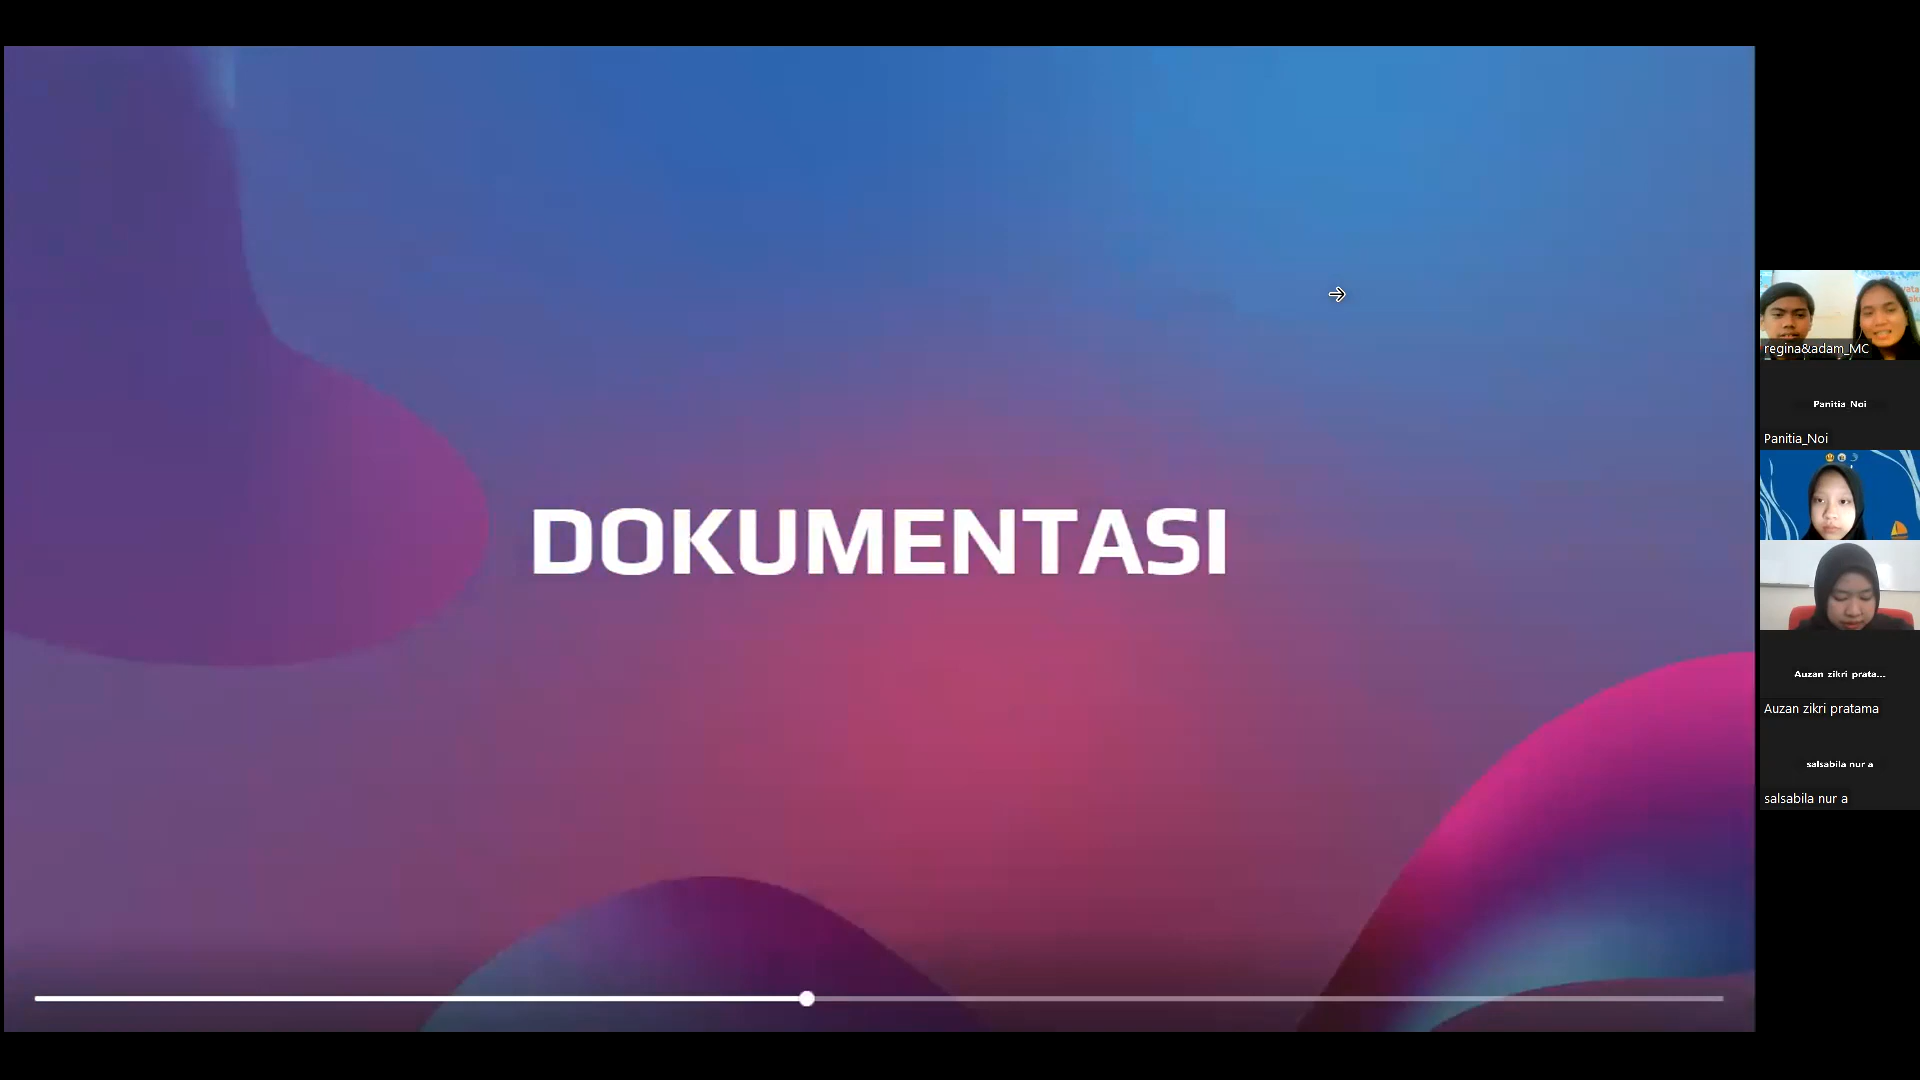 DOKUMENTASI
regina&adam_MC
Panitia Noi
Panitia_Noi
Auzan zikri prata...
Auzan zikri pratama
salsabila nur a
salsabila nur a